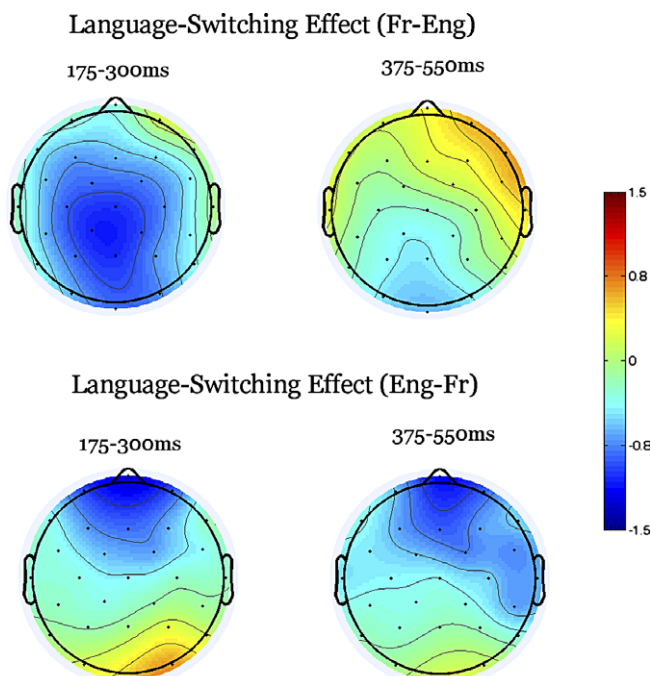 Language-Switching Effect (Fr-Eng)
175-300ms
375-550ms
1.5
0.8
0
-0.8
-1.5
Language-Switching Effect (Eng-Fr)
175-300ms
375-550ms